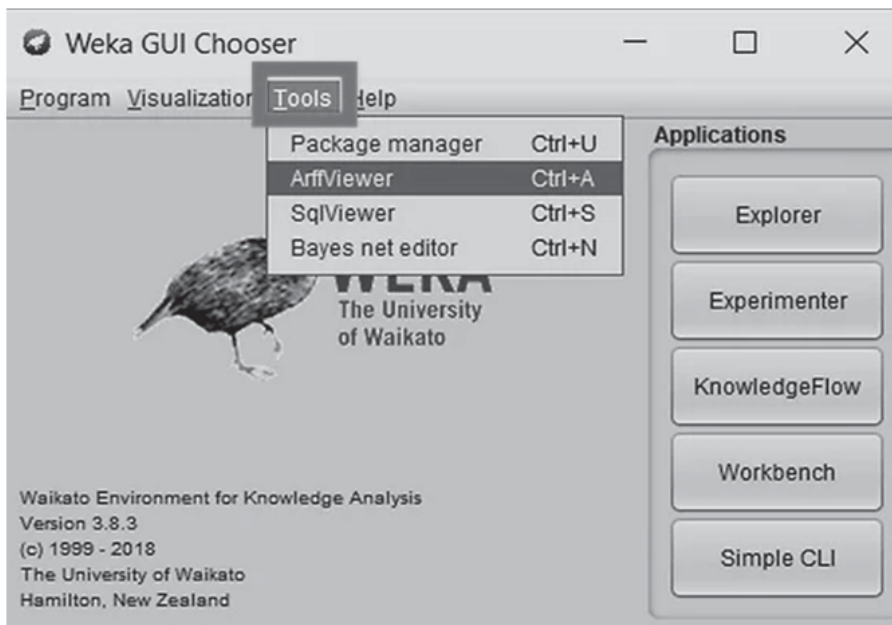 Weka GUI Chooser
Program Visualization Tools Help
Package manager Ctrl+U
ArffViewer Ctrl+A
SqlViewer Ctrl+S
Bayes net editor Ctrl+N
WEKA
The University
of Waikato
Applications
Explorer
Experimenter
KnowledgeFlow
Workbench
Simple CLI
Waikato Environment for Knowledge Analysis
Version 3.8.3
(c) 1999 - 2018
The University of Waikato
Hamilton, New Zealand